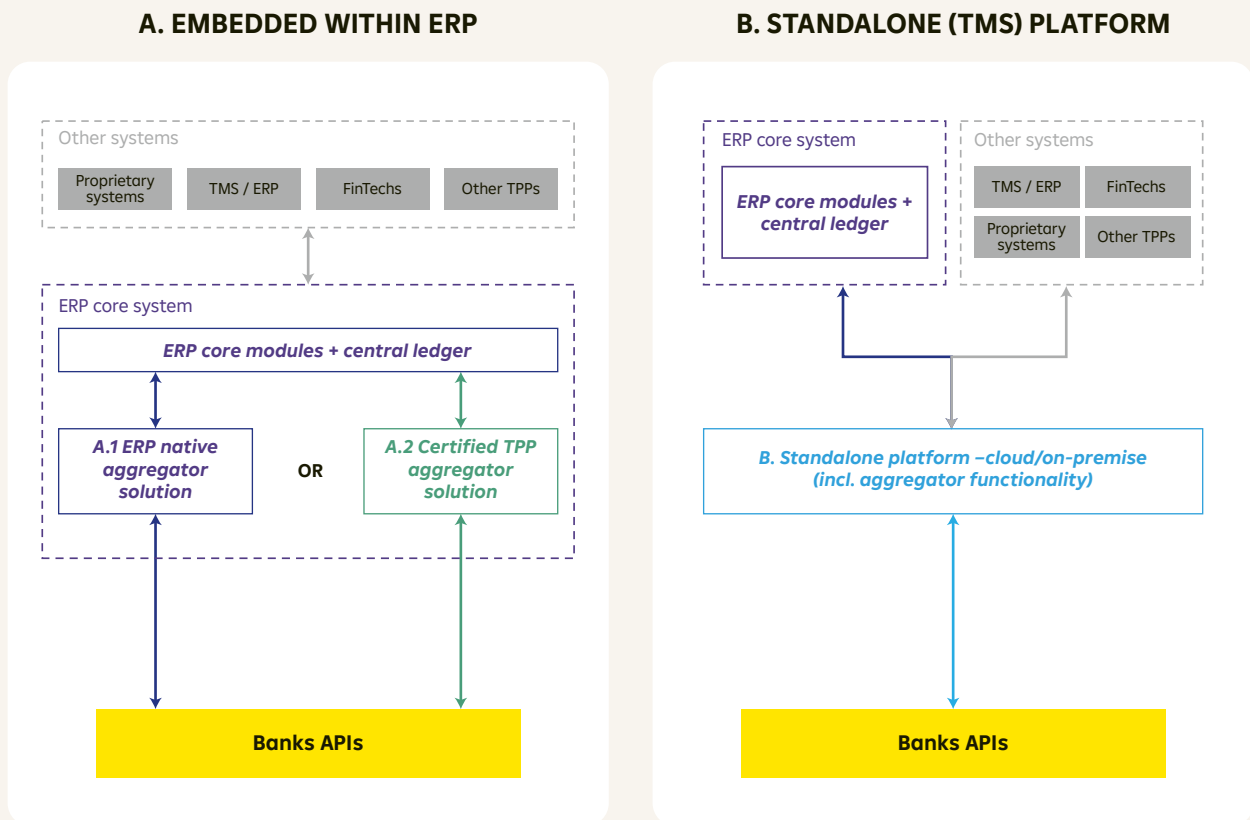 A. EMBEDDED WITHIN ERP
Other systems
Proprietary
systems
TMS / ERP
FinTechs
Other TPPs
ERP core system
ERP core modules + central ledger
A.1 ERP native
aggregator
solution
OR
A.2 Certified TPP
aggregator
solution
Banks APIs
B. STANDALONE (TMS) PLATFORM
ERP core system
ERP core modules +
central ledger
Other systems
TMS / ERP
FinTechs
Proprietary
systems
Other TPPs
B. Standalone platform –cloud/on-premise
(incl. aggregator functionality)
Banks APIs